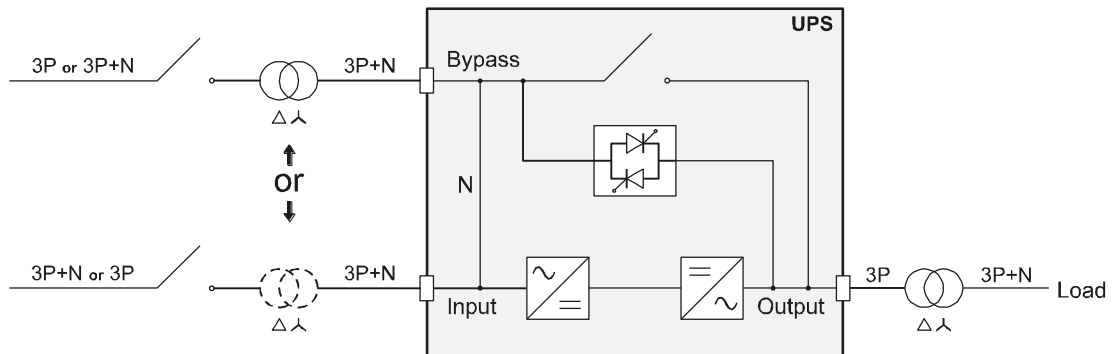 UPS
3P or 3P+N
3P+N
Bypass
or
N
3P+N or 3P
3P+N
Input
Output
3P
3P+N
Load